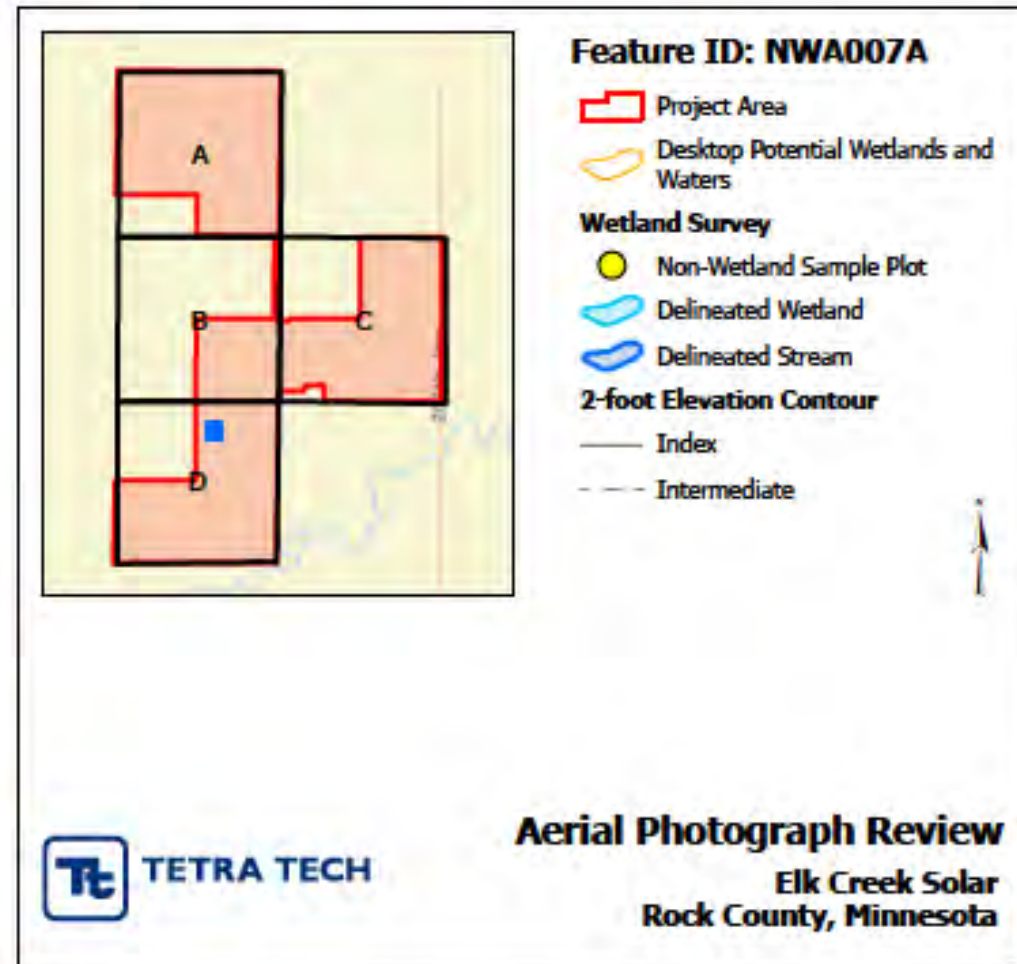 Feature ID: NWA007A
Project Area
Desktop Potential Wetlands and
Waters
Wetland Survey
Non-Wetland Sample Plot
Delineated Wetland
Delineated Stream
2-foot Elevation Contour
Index
Intermediate
A
B
C
D
Tt TETRA TECH
Aerial Photograph Review
Elk Creek Solar
Rock County, Minnesota